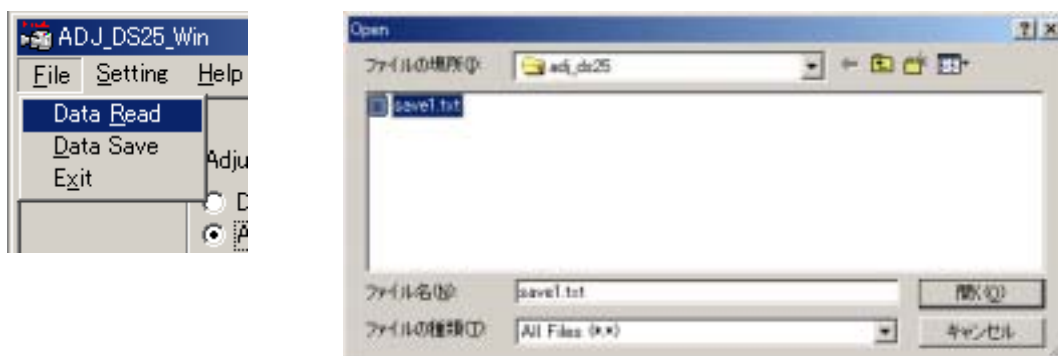 ADJ_DS25_Win
File Setting Help
Data Read
Data Save
Exit
Adju
D
A
Open
ファイルの場所(I):
adj_ds25
save1.txt
ファイル名(N):
save1.txt
開く(O)
ファイルの種類(T):
All Files (*.*)
キャンセル